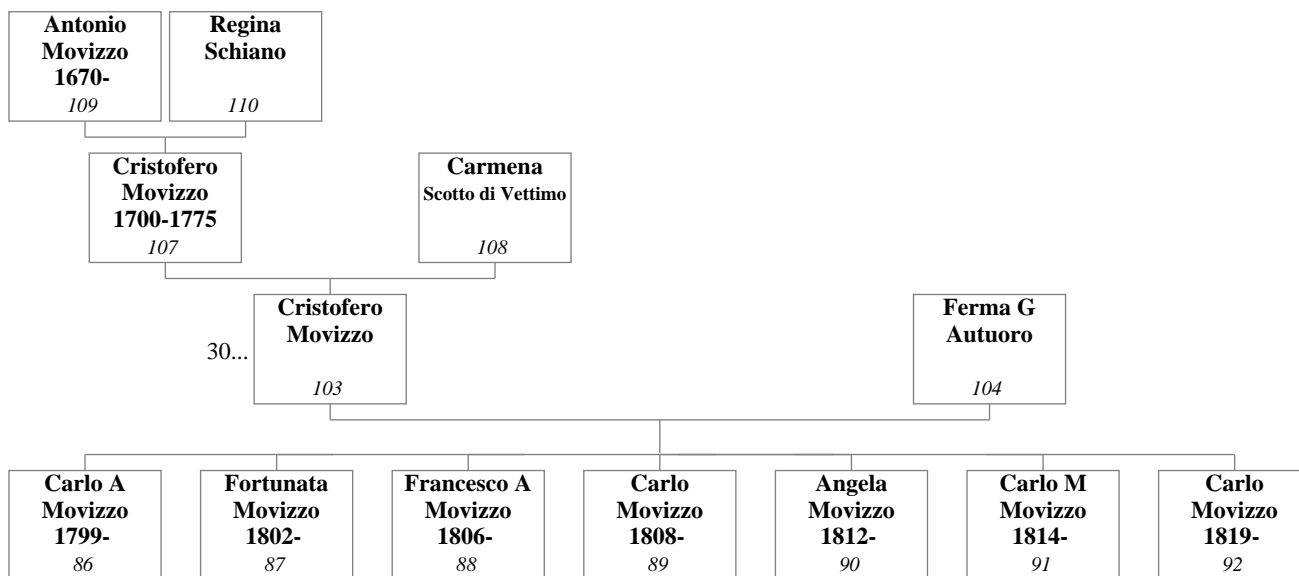 Antonio
Movizzo
1670-
109
Regina
Schiano
110
Cristofero
Movizzo
1700-1775
107
Carmena
Scotto di Vettimo
108
30...
Cristofero
Movizzo
103
Ferma G
Autuoro
104
Carlo A
Movizzo
1799-
86
Fortunata
Movizzo
1802-
87
Francesco A
Movizzo
1806-
88
Carlo
Movizzo
1808-
89
Angela
Movizzo
1812-
90
Carlo M
Movizzo
1814-
91
Carlo
Movizzo
1819-
92